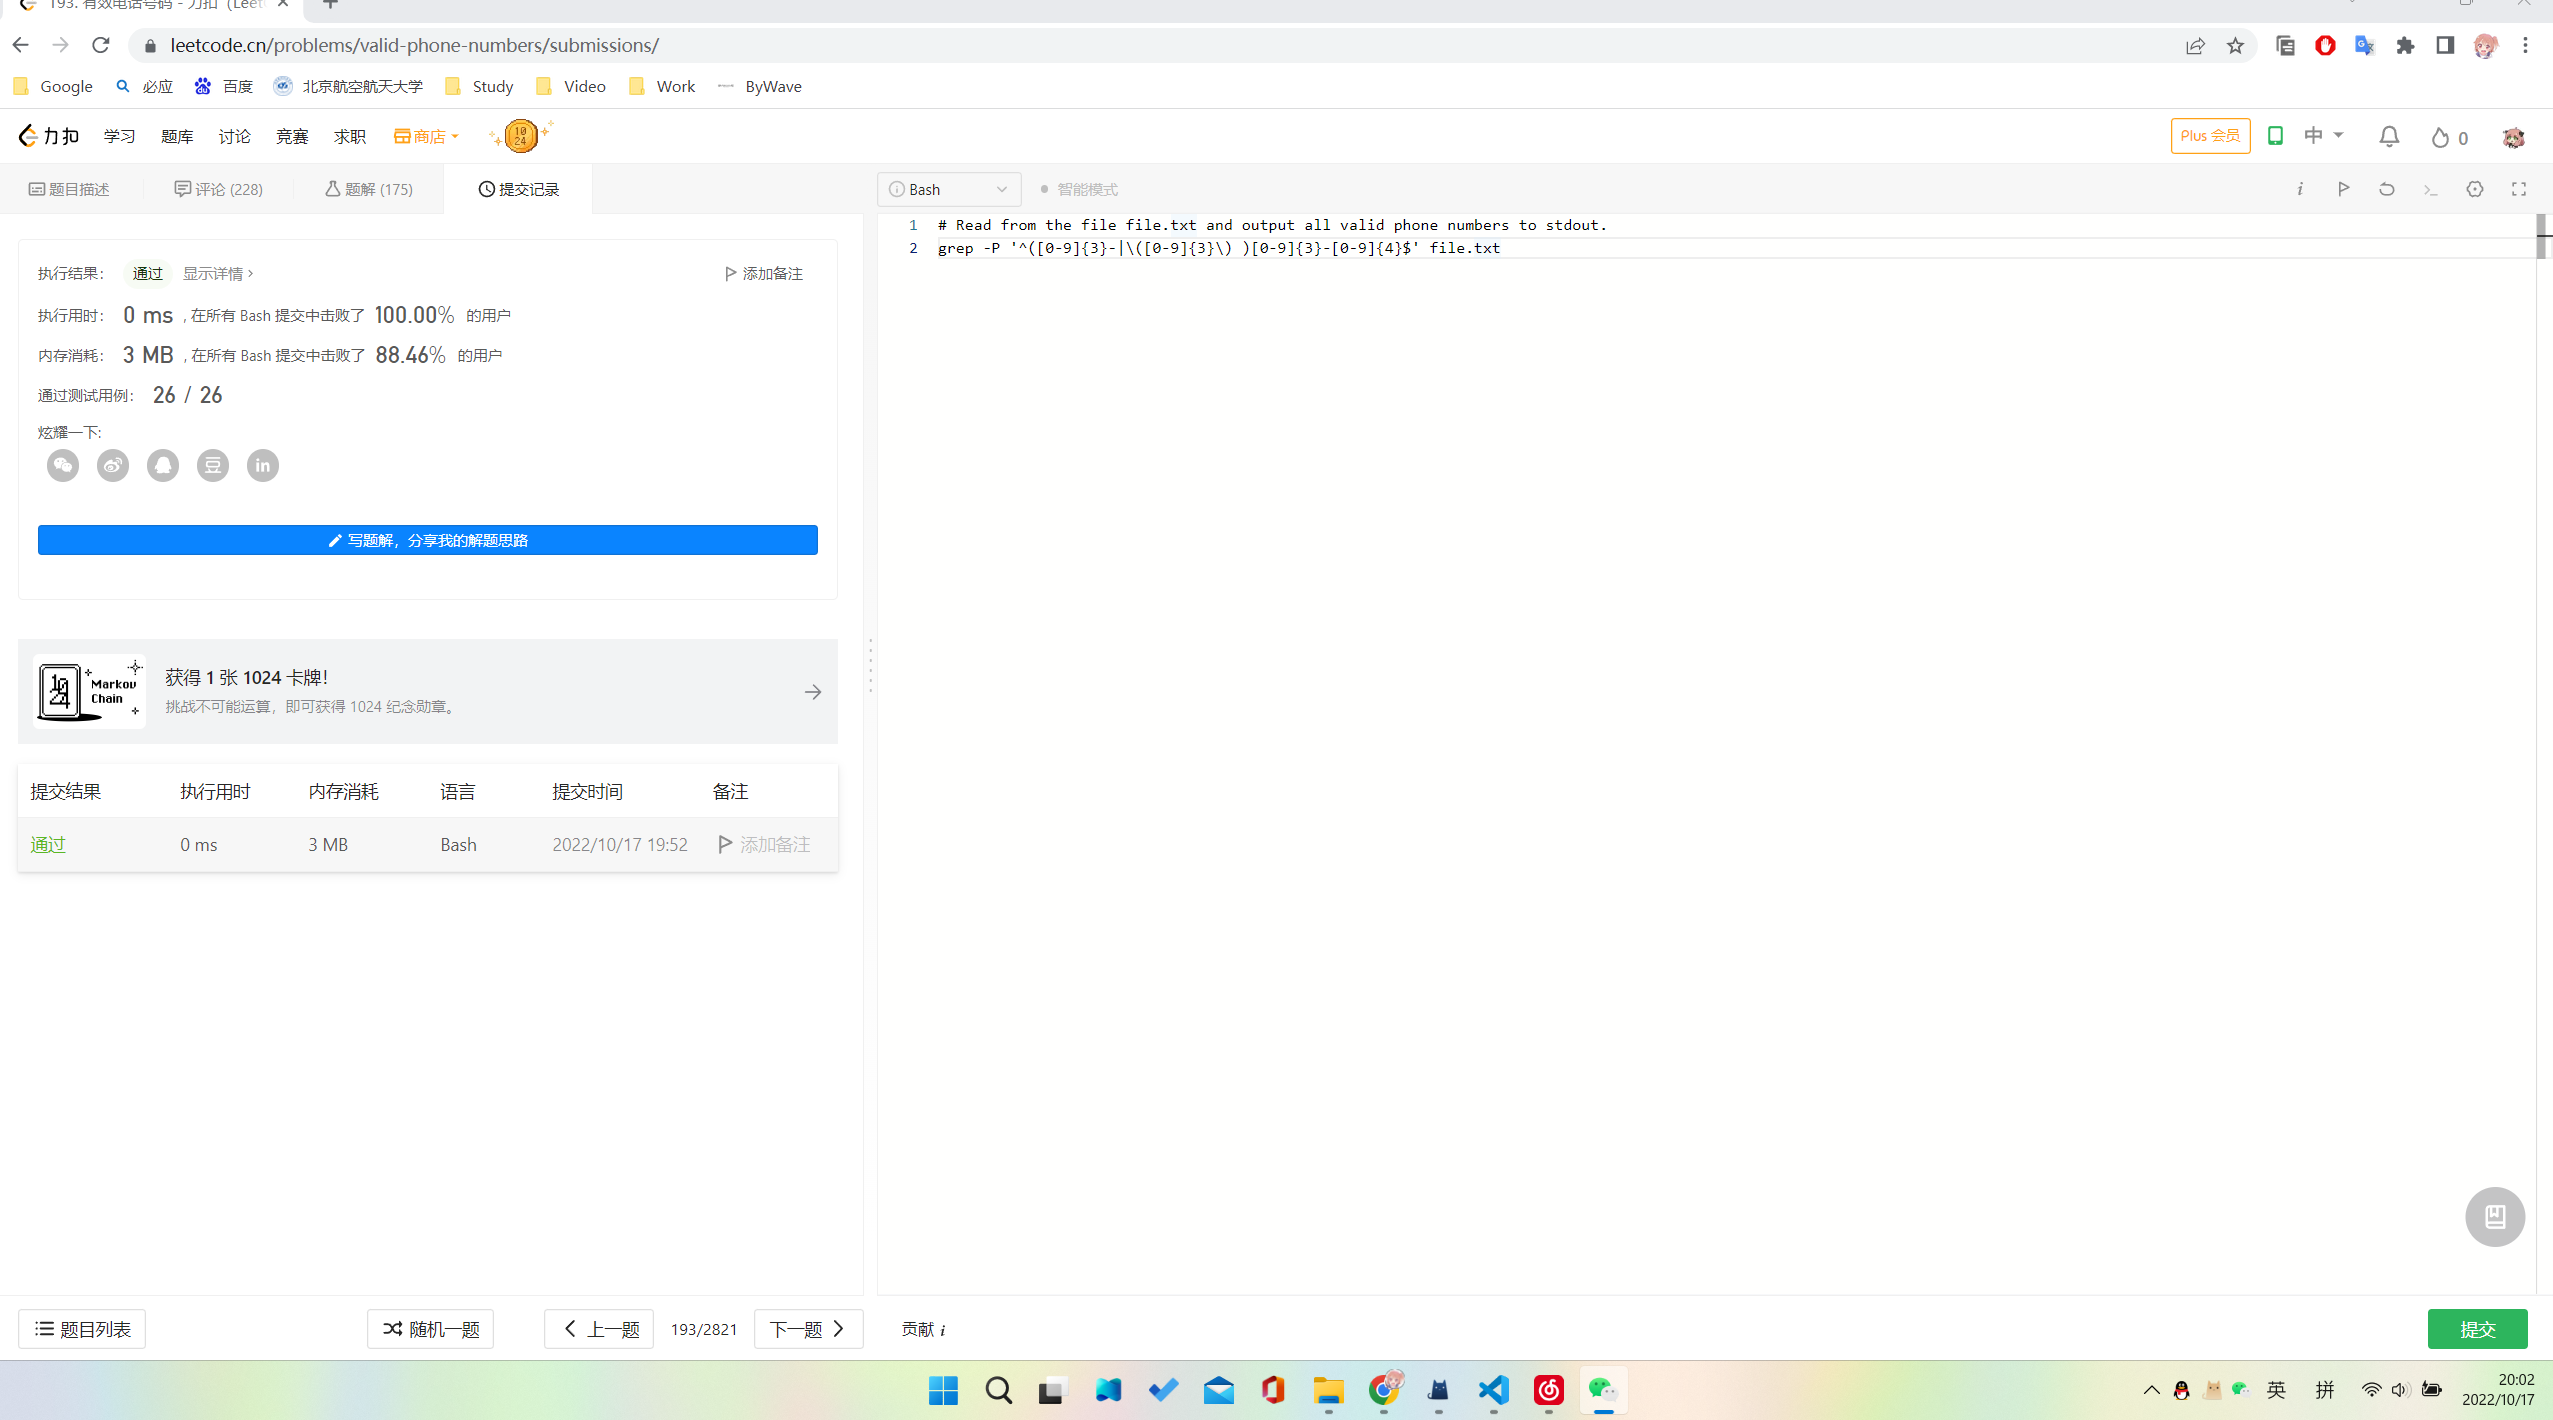 193. 有效电话号码 - 力扣 (Leet
leetcode.cn/problems/valid-phone-numbers/submissions/
Google 必应 百度 北京航空航天大学 Study Video Work ByWave
力扣 学习 题库 讨论 竞赛 求职 商店 10 24 Plus 会员 中 0
题目描述 评论 (228) 题解 (175) 提交记录 Bash 智能模式
1 # Read from the file file.txt and output all valid phone numbers to stdout.
2 grep -P '^([0-9]{3}-|\([0-9]{3}\) )[0-9]{3}-[0-9]{4}$' file.txt
执行结果： 通过 显示详情 › 添加备注
执行用时： 0 ms , 在所有 Bash 提交中击败了 100.00% 的用户
内存消耗： 3 MB , 在所有 Bash 提交中击败了 88.46% 的用户
通过测试用例： 26 / 26
炫耀一下:
豆 in
写题解，分享我的解题思路
10 24 Markov Chain
获得 1 张 1024 卡牌！
挑战不可能运算，即可获得 1024 纪念勋章。
提交结果 执行用时 内存消耗 语言 提交时间 备注
通过 0 ms 3 MB Bash 2022/10/17 19:52 添加备注
题目列表 随机一题 上一题 193/2821 下一题 贡献 i 提交
英 拼 20:02
2022/10/17